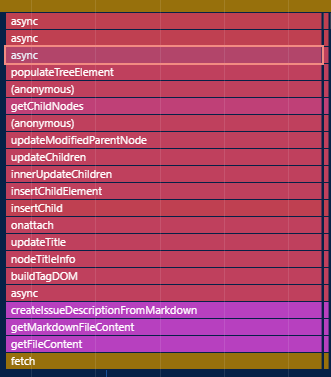 async
async
async
populateTreeElement
(anonymous)
getChildNodes
(anonymous)
updateModifiedParentNode
updateChildren
innerUpdateChildren
insertChildElement
insertChild
onattach
updateTitle
nodeTitleInfo
buildTagDOM
async
createIssueDescriptionFromMarkdown
getMarkdownFileContent
getFileContent
fetch